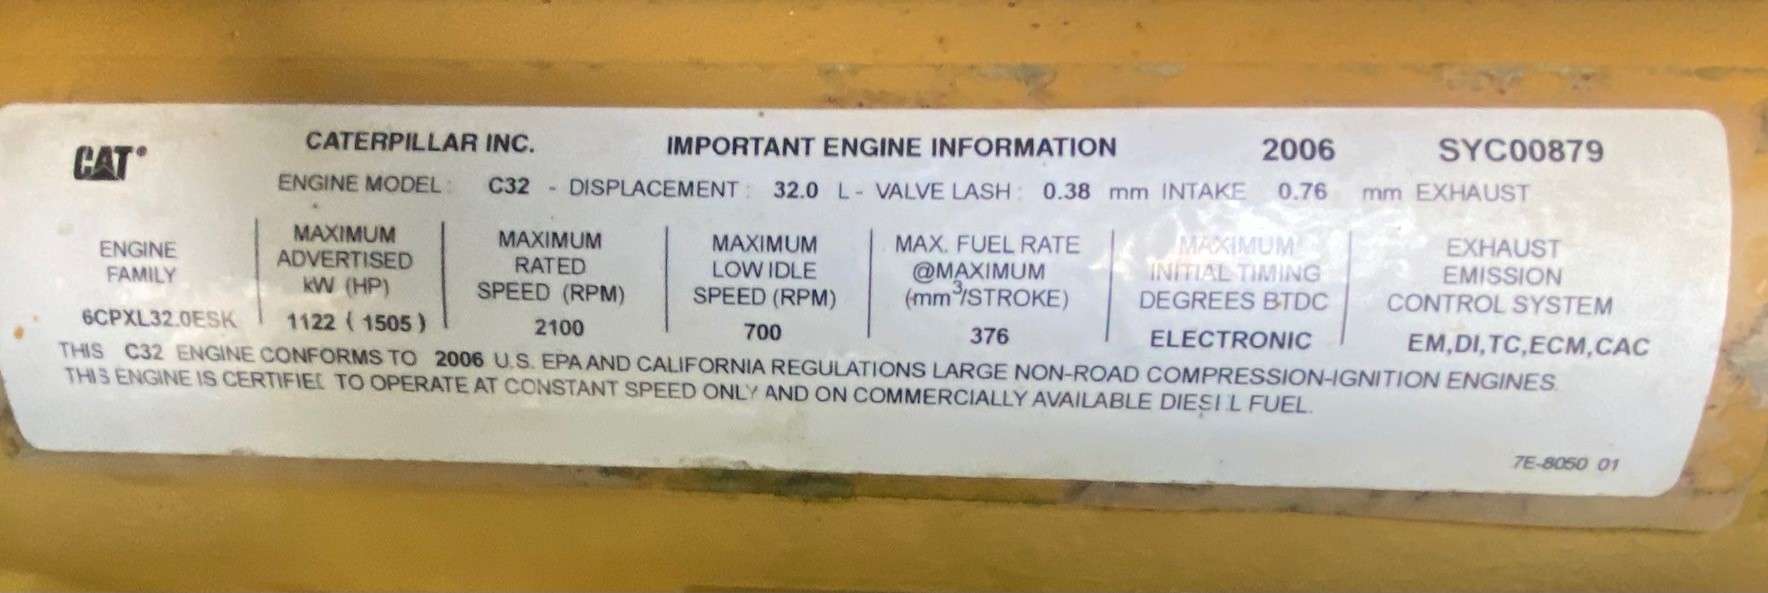 CAT® CATERPILLAR INC. IMPORTANT ENGINE INFORMATION 2006 SYC00879
ENGINE MODEL: C32 - DISPLACEMENT: 32.0 L - VALVE LASH: 0.38 mm INTAKE 0.76 mm EXHAUST
ENGINE FAMILY
6CPXL32.0ESK
MAXIMUM
ADVERTISED
kW (HP)
1122 (1505)
MAXIMUM
RATED
SPEED (RPM)
2100
MAXIMUM
LOW IDLE
SPEED (RPM)
700
MAX. FUEL RATE
@MAXIMUM
(mm³/STROKE)
376
MAXIMUM
INITIAL TIMING
DEGREES BTDC
ELECTRONIC
EXHAUST
EMISSION
CONTROL SYSTEM
EM,DI,TC,ECM,CAC
THIS C32 ENGINE CONFORMS TO 2006 U.S. EPA AND CALIFORNIA REGULATIONS LARGE NON-ROAD COMPRESSION-IGNITION ENGINES.
THIS ENGINE IS CERTIFIED TO OPERATE AT CONSTANT SPEED ONLY AND ON COMMERCIALLY AVAILABLE DIESEL FUEL.
7E-8050 01